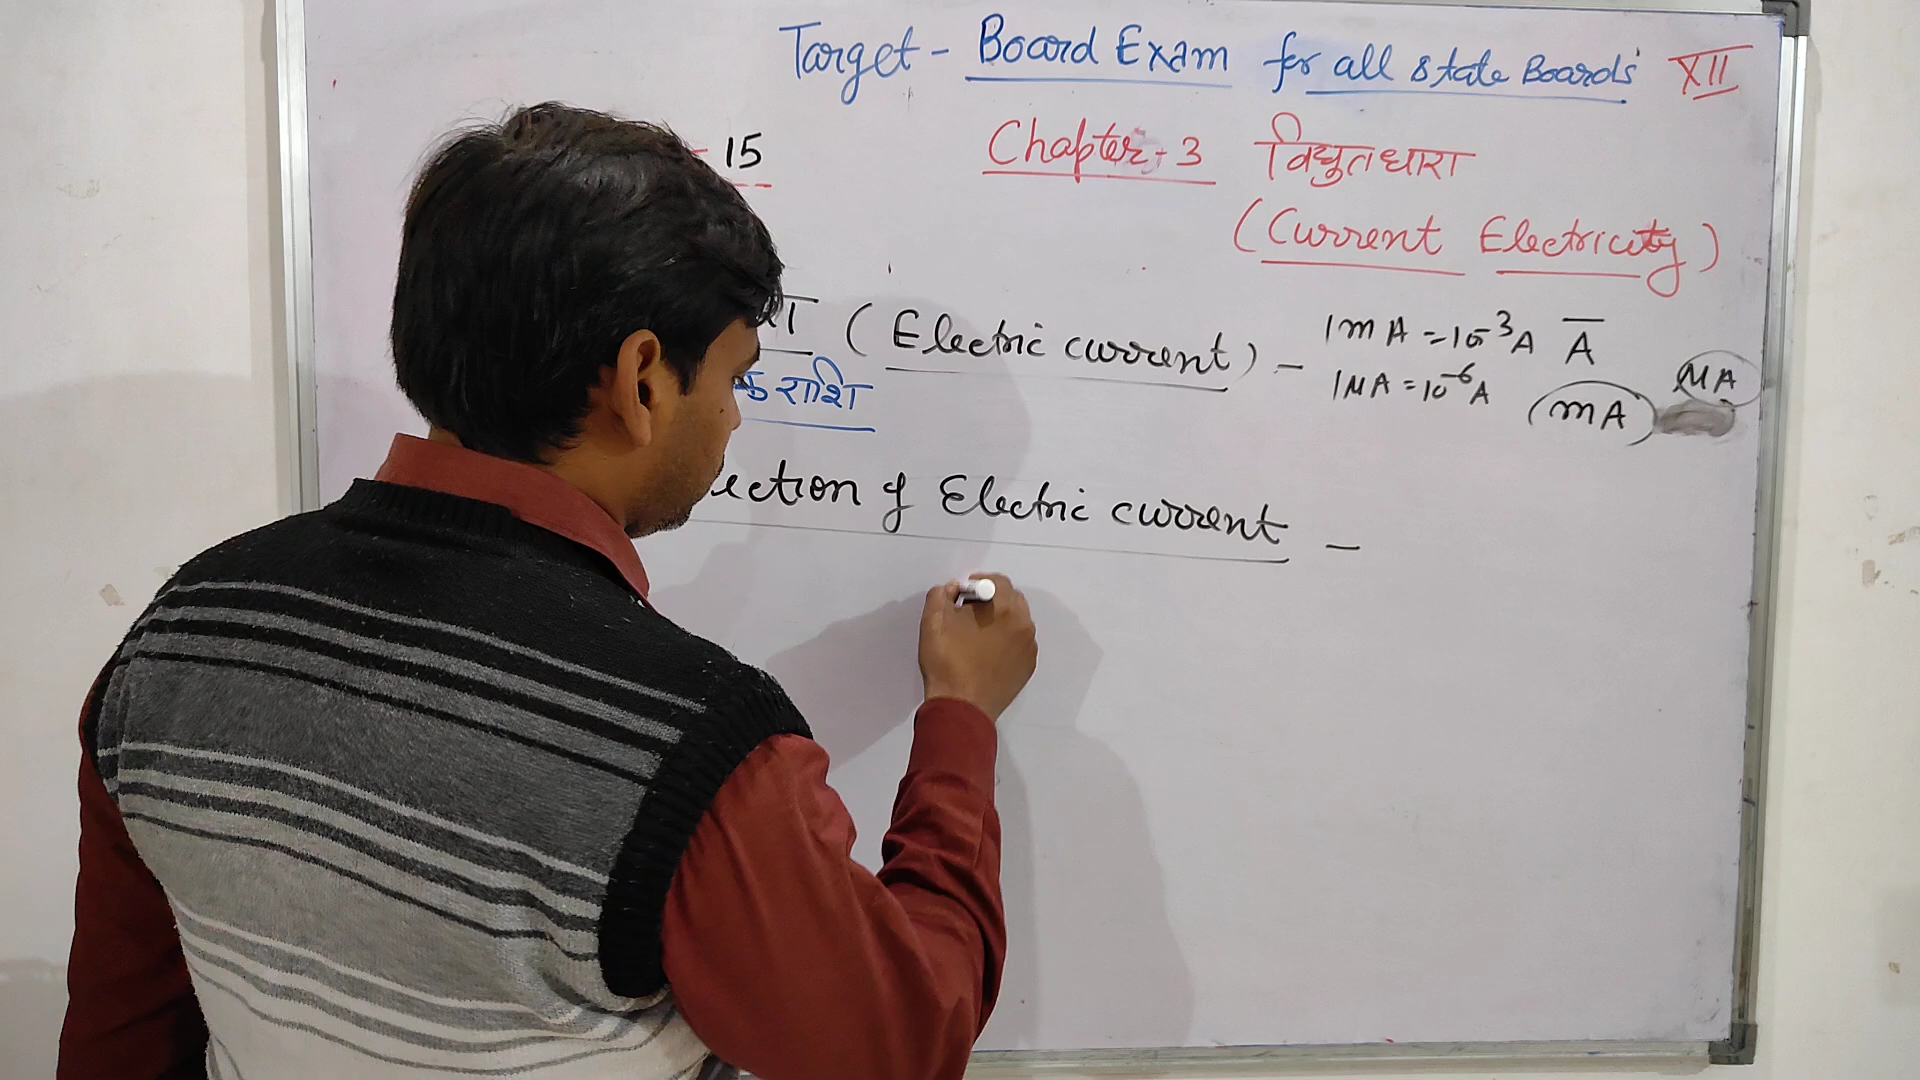 Target - Board Exam for all state Boards XII
- 15 Chapter - 3 विद्युतधारा
(Current Electricity)
(Electric current) -
1mA = 10⁻³A A
1μA = 10⁻⁶A
(mA) μA
राशि
ection of Electric current -